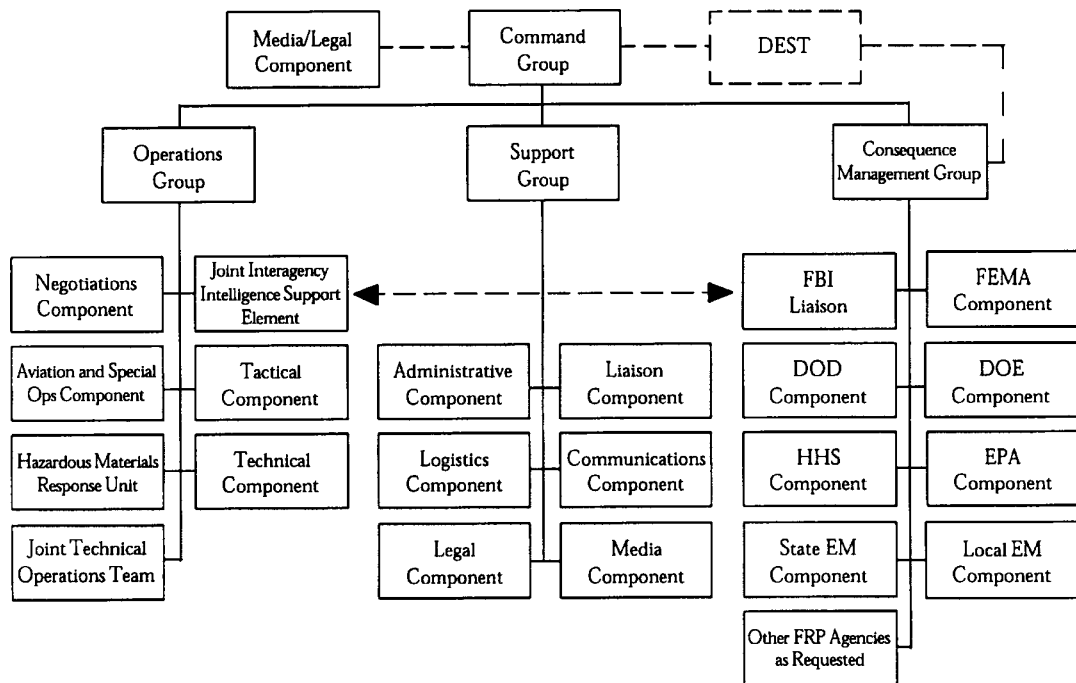 Media/Legal
Component
Command
Group
DEST
Operations
Group
Support
Group
Consequence
Management Group
Negotiations
Component
Joint Interagency
Intelligence Support
Element
FBI
Liaison
FEMA
Component
Aviation and Special
Ops Component
Tactical
Component
Administrative
Component
Liaison
Component
DOD
Component
DOE
Component
Hazardous Materials
Response Unit
Technical
Component
Logistics
Component
Communications
Component
HHS
Component
EPA
Component
Joint Technical
Operations Team
Legal
Component
Media
Component
State EM
Component
Local EM
Component
Other FRP Agencies
as Requested